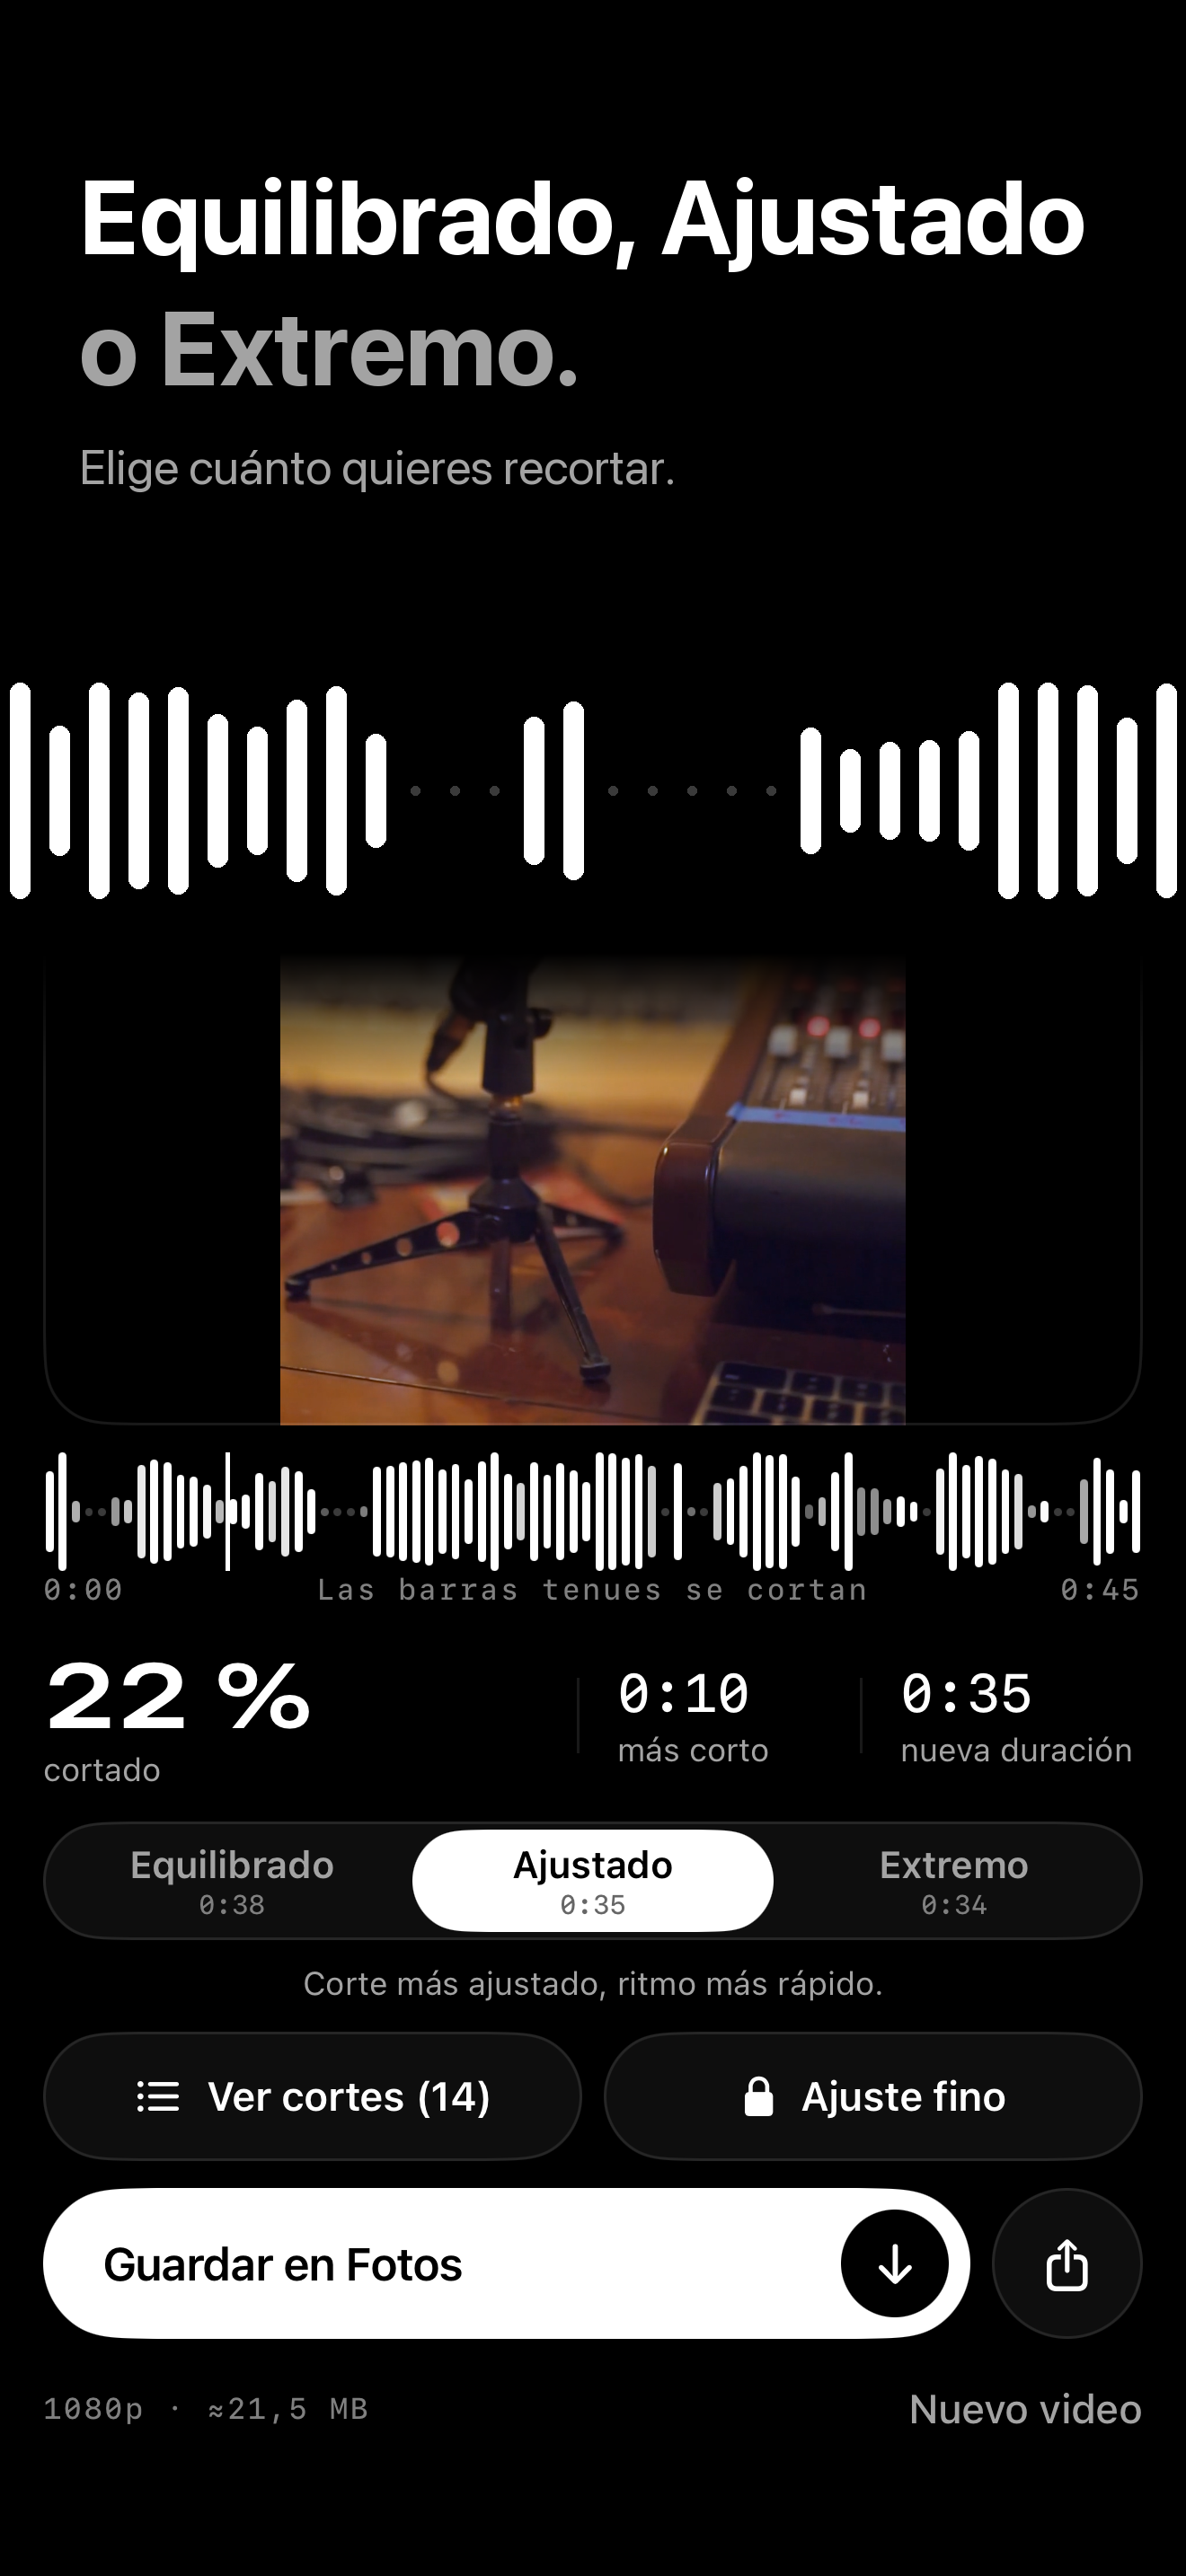 Equilibrado, Ajustado
o Extremo.
Elige cuánto quieres recortar.
0:00 Las barras tenues se cortan 0:45
22 % 0:10 0:35
cortado más corto nueva duración
Equilibrado Ajustado Extremo
0:38 0:35 0:34
Corte más ajustado, ritmo más rápido.
Ver cortes (14) Ajuste fino
Guardar en Fotos
1080p · ≈21,5 MB Nuevo video